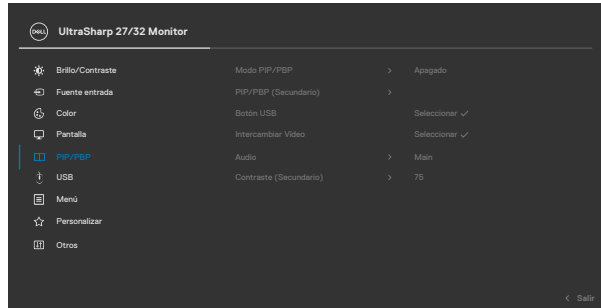 DELL UltraSharp 27/32 Monitor
Brillo/Contraste Modo PIP/PBP > Apagado
Fuente entrada PIP/PBP (Secundario) >
Color Botón USB Seleccionar ✓
Pantalla Intercambiar Vídeo Seleccionar ✓
PIP/PBP Audio > Main
USB Contraste (Secundario) > 75
Menú
Personalizar
Otros
< Salir